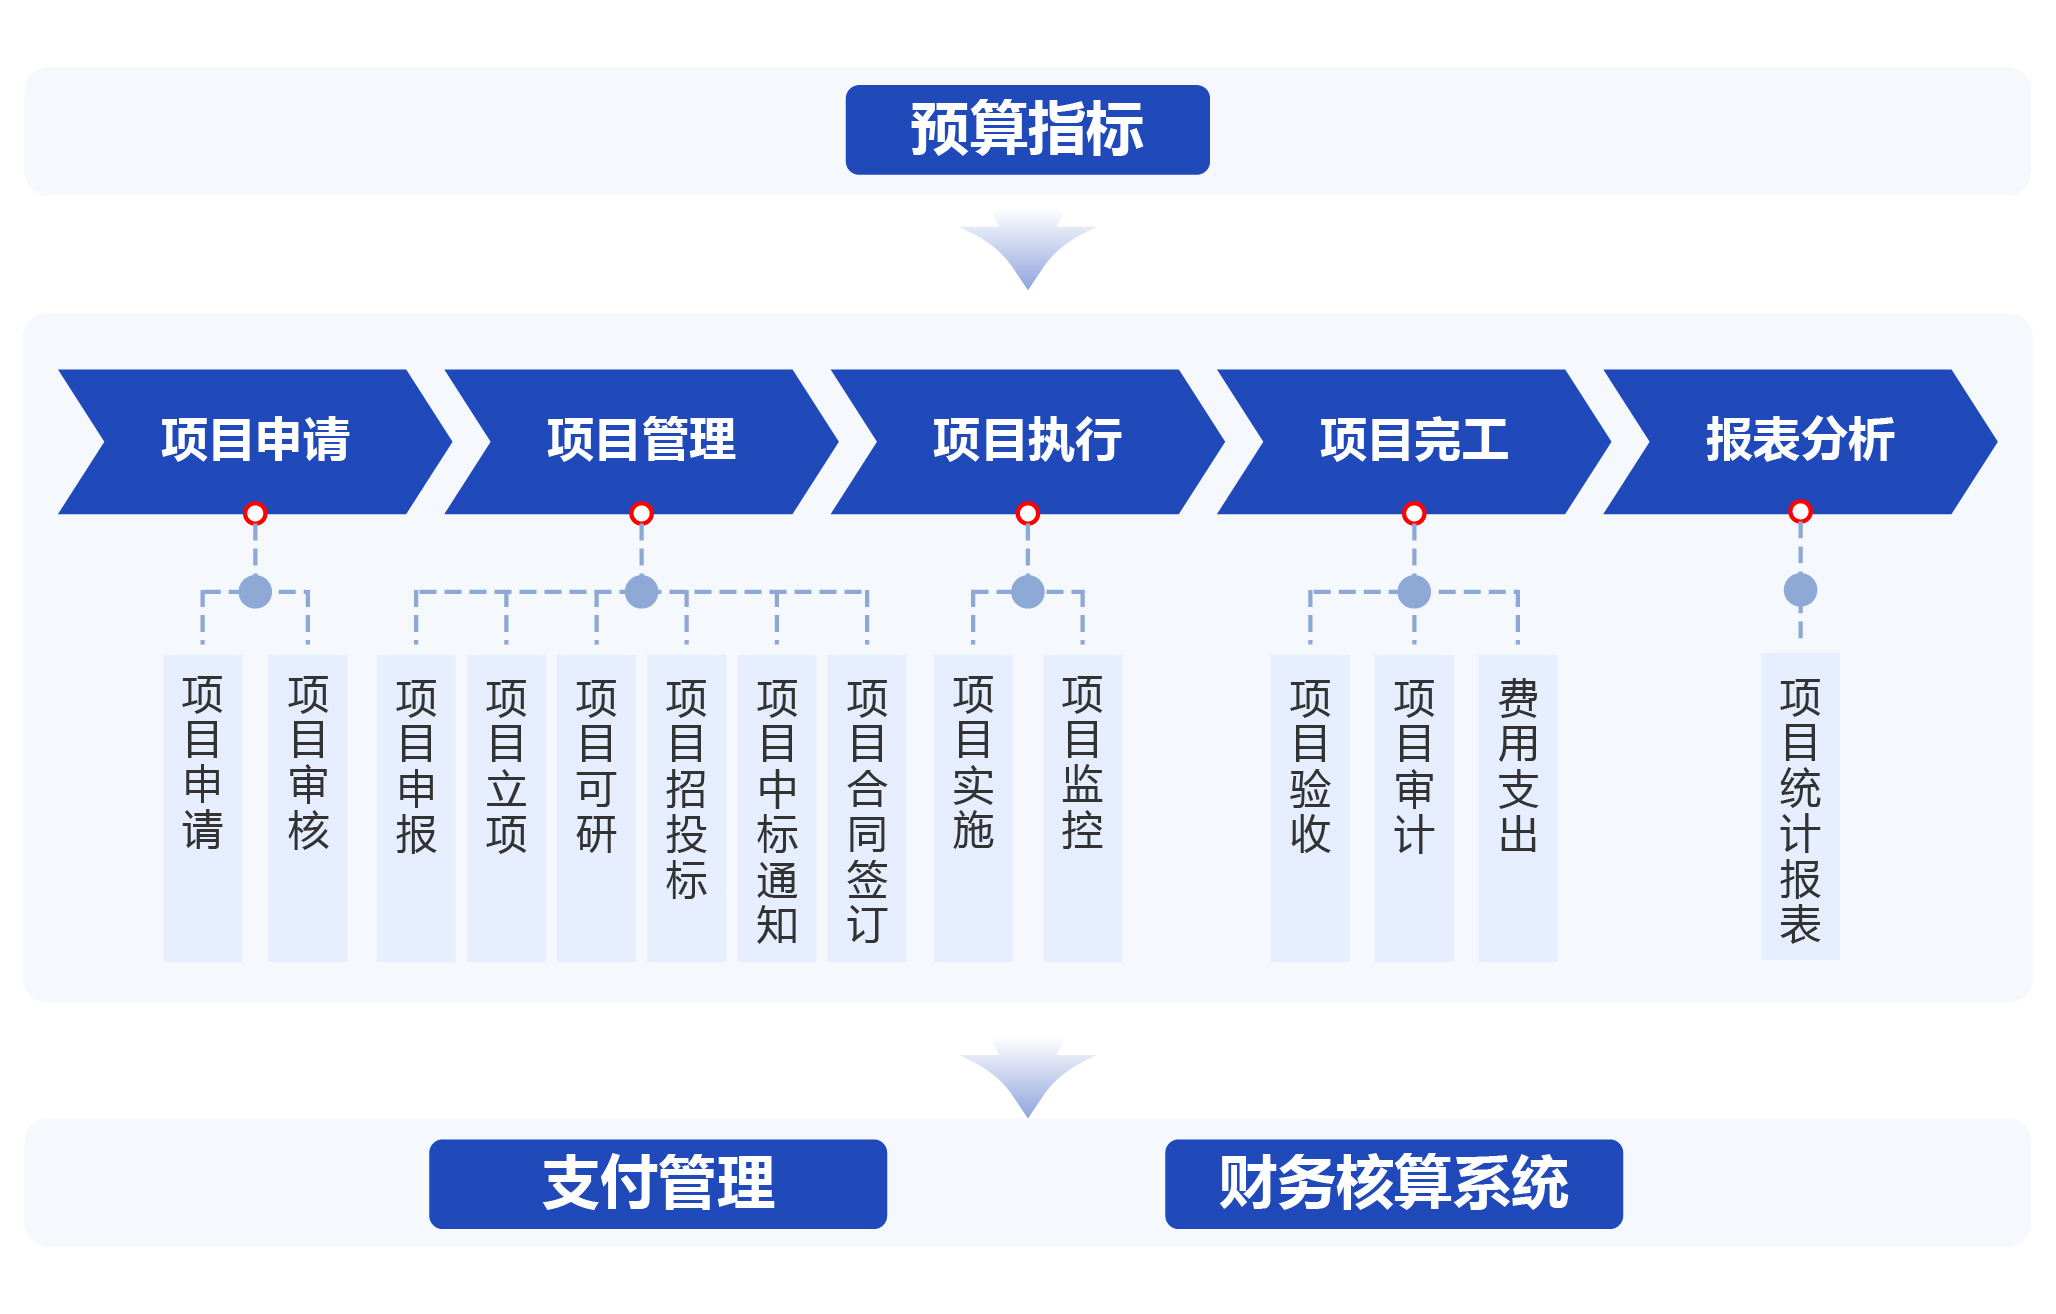 预算指标
项目申请
项目管理
项目执行
项目完工
报表分析
项目申请
项目审核
项目申报
项目立项
项目可研
项目招投标
项目中标通知
项目合同签订
项目实施
项目监控
项目验收
项目审计
费用支出
项目统计报表
支付管理
财务核算系统